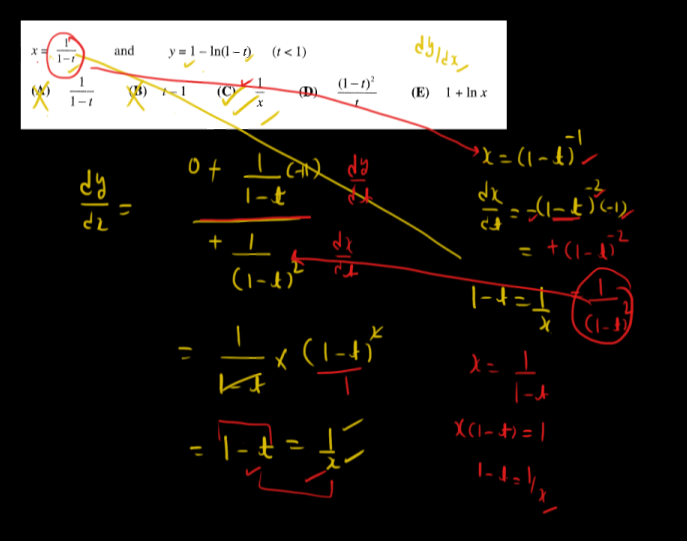 x = 1/(1−t) and y = 1 − ln(1 − t) (t < 1) dy/dx
(A) 1/(1−t) (B) t − 1 (C) 1/x (D) (1−t)²/t (E) 1 + ln x
x = (1−t)⁻¹
dy/dx = (0 + 1/(1−t) (+1)) / (+ 1/(1−t)²) dy/dt dx/dt
dx/dt = −(1−t)⁻² (−1)
= +(1−t)⁻²
1−t = 1/x
= 1/(1−t)²
= 1/(1−t) × (1−t)²/1
x = 1/(1−t)
x(1−t) = 1
= 1−t = 1/x
1−t = 1/x